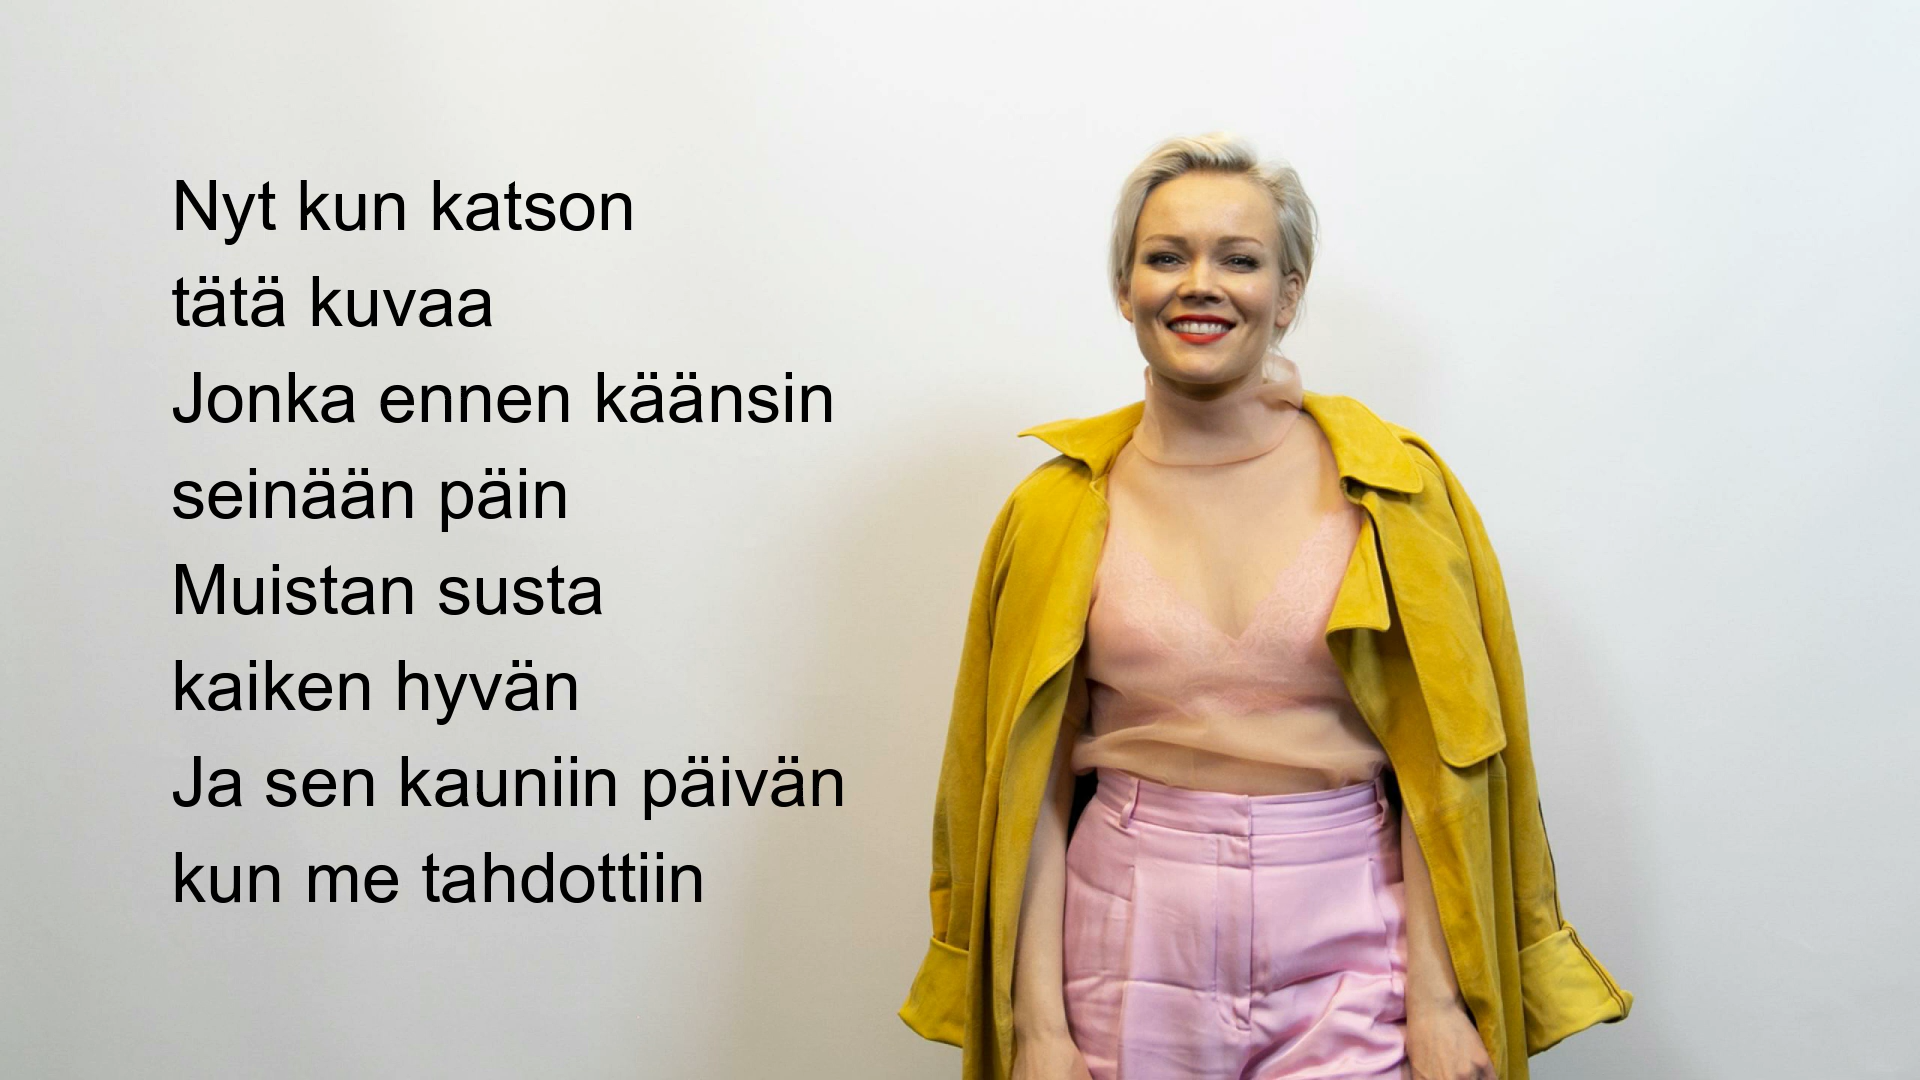 Nyt kun katson
tätä kuvaa
Jonka ennen käänsin
seinään päin
Muistan susta
kaiken hyvän
Ja sen kauniin päivän
kun me tahdottiin